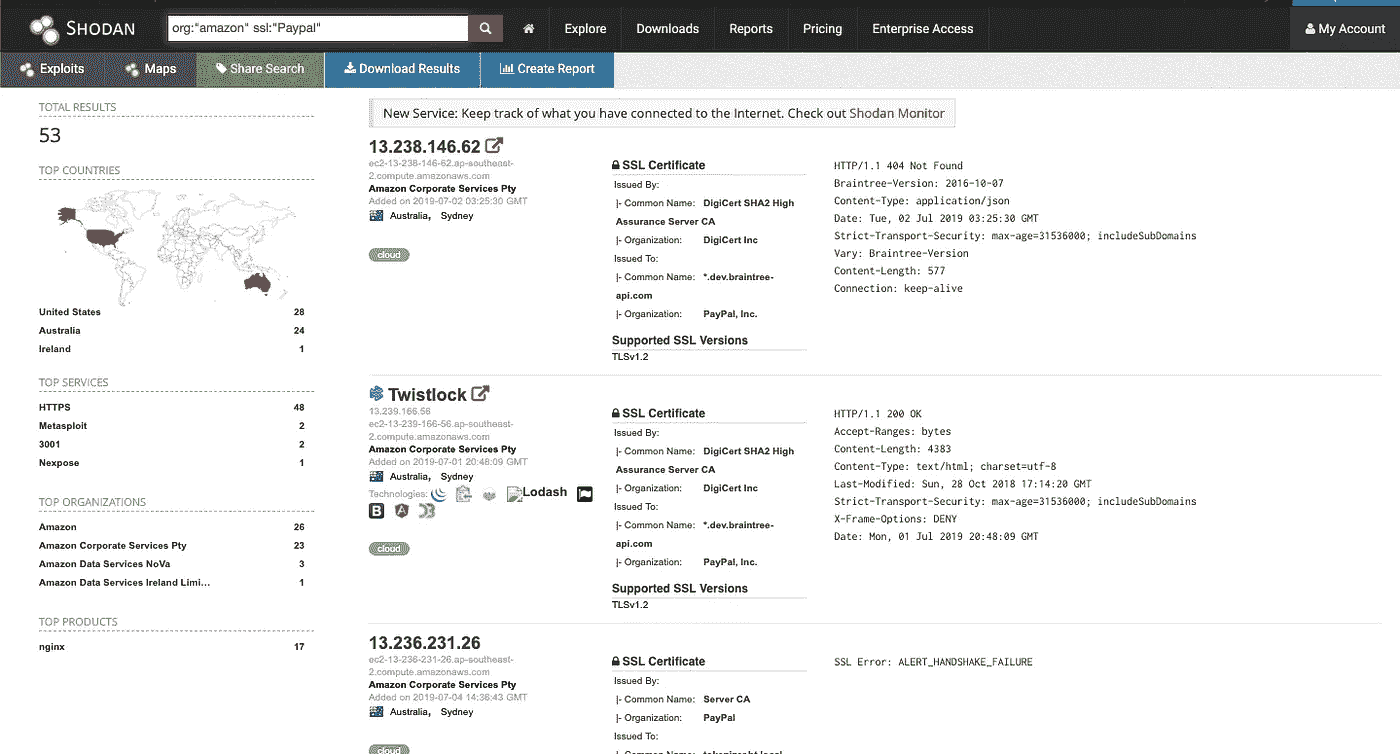 SHODAN
org:"amazon" ssl:"Paypal"
Explore
Downloads
Reports
Pricing
Enterprise Access
My Account
Exploits
Maps
Share Search
Download Results
Create Report
TOTAL RESULTS
53
TOP COUNTRIES
United States 28
Australia 24
Ireland 1
TOP SERVICES
HTTPS 48
Metasploit 2
3001 2
Nexpose 1
TOP ORGANIZATIONS
Amazon 26
Amazon Corporate Services Pty 23
Amazon Data Services NoVa 3
Amazon Data Services Ireland Limi... 1
TOP PRODUCTS
nginx 17
New Service: Keep track of what you have connected to the Internet. Check out Shodan Monitor
13.238.146.62
ec2-13-238-146-62.ap-southeast-
2.compute.amazonaws.com
Amazon Corporate Services Pty
Added on 2019-07-02 03:25:30 GMT
Australia, Sydney
cloud
SSL Certificate
Issued By:
|- Common Name: DigiCert SHA2 High
Assurance Server CA
|- Organization: DigiCert Inc
Issued To:
|- Common Name: *.dev.braintree-
api.com
|- Organization: PayPal, Inc.
Supported SSL Versions
TLSv1.2
HTTP/1.1 404 Not Found
Braintree-Version: 2016-10-07
Content-Type: application/json
Date: Tue, 02 Jul 2019 03:25:30 GMT
Strict-Transport-Security: max-age=31536000; includeSubDomains
Vary: Braintree-Version
Content-Length: 577
Connection: keep-alive
Twistlock
13.239.166.56
ec2-13-239-166-56.ap-southeast-
2.compute.amazonaws.com
Amazon Corporate Services Pty
Added on 2019-07-01 20:48:09 GMT
Australia, Sydney
Technologies:
Lodash
cloud
SSL Certificate
Issued By:
|- Common Name: DigiCert SHA2 High
Assurance Server CA
|- Organization: DigiCert Inc
Issued To:
|- Common Name: *.dev.braintree-
api.com
|- Organization: PayPal, Inc.
Supported SSL Versions
TLSv1.2
HTTP/1.1 200 OK
Accept-Ranges: bytes
Content-Length: 4383
Content-Type: text/html; charset=utf-8
Last-Modified: Sun, 28 Oct 2018 17:14:20 GMT
Strict-Transport-Security: max-age=31536000; includeSubDomains
X-Frame-Options: DENY
Date: Mon, 01 Jul 2019 20:48:09 GMT
13.236.231.26
ec2-13-236-231-26.ap-southeast-
2.compute.amazonaws.com
Amazon Corporate Services Pty
Added on 2019-07-04 14:36:43 GMT
Australia, Sydney
cloud
SSL Certificate
Issued By:
|- Common Name: Server CA
|- Organization: PayPal
Issued To:
|- Common Name:
SSL Error: ALERT_HANDSHAKE_FAILURE